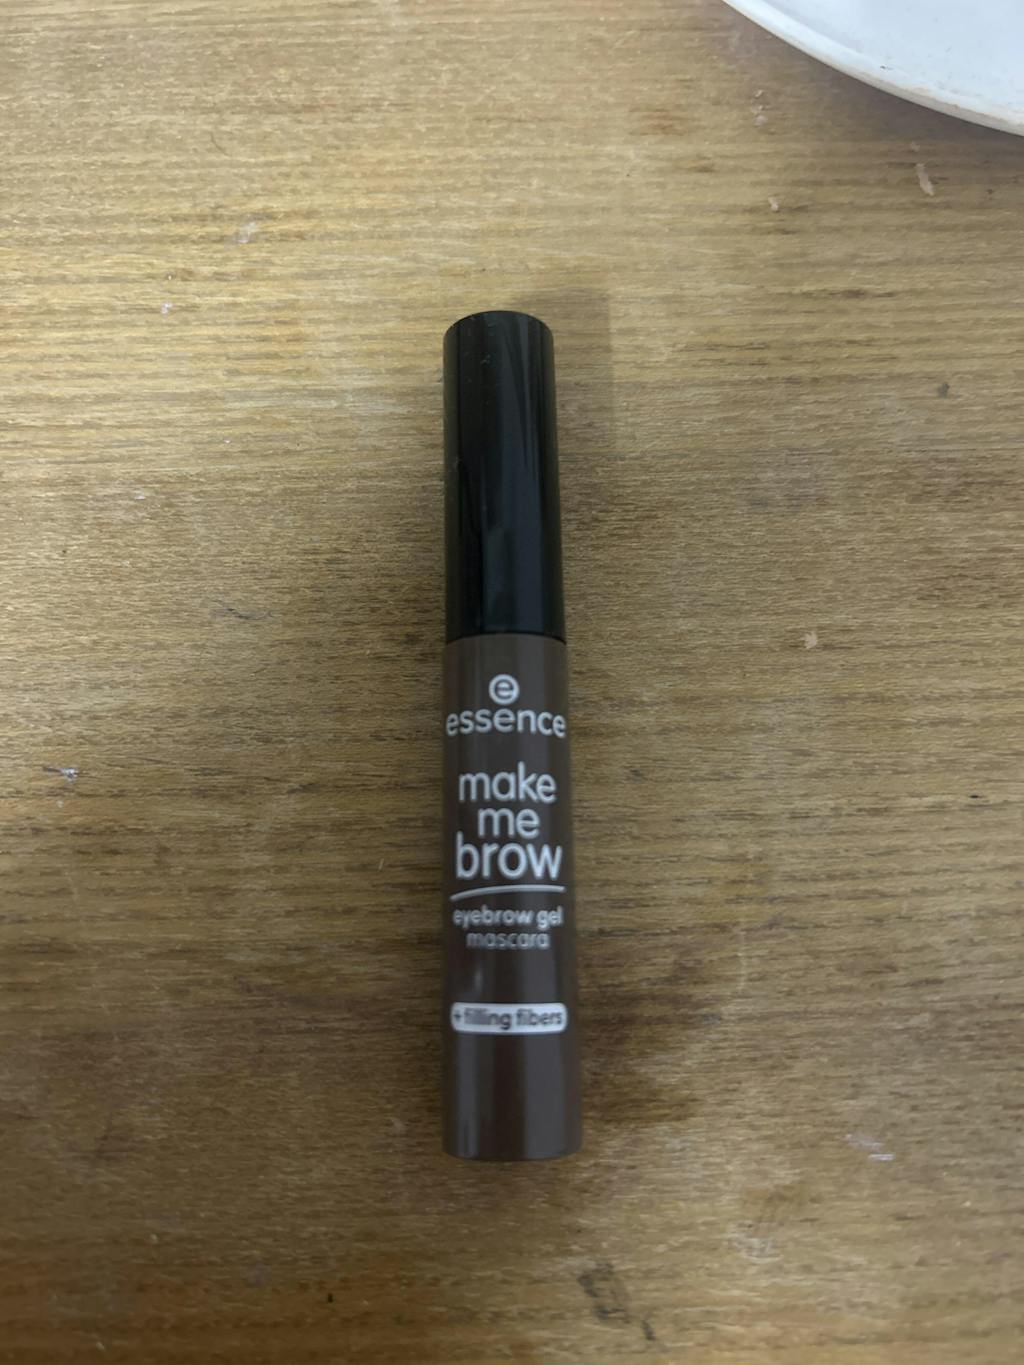 e
essence
make
me
brow
eyebrow gel
mascara
+filling fibers